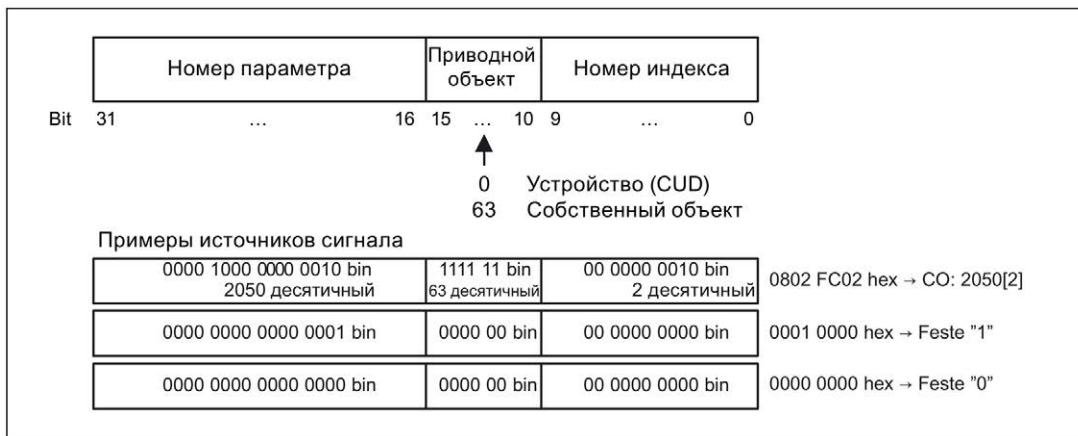 Номер параметра Приводной объект Номер индекса
Bit 31 ... 16 15 ... 10 9 ... 0
0 Устройство (CUD)
63 Собственный объект
Примеры источников сигнала
0000 1000 0000 0010 bin 1111 11 bin 00 0000 0010 bin
2050 десятичный 63 десятичный 2 десятичный
0802 FC02 hex → CO: 2050[2]
0000 0000 0000 0001 bin 0000 00 bin 00 0000 0000 bin 0001 0000 hex → Feste "1"
0000 0000 0000 0000 bin 0000 00 bin 00 0000 0000 bin 0000 0000 hex → Feste "0"